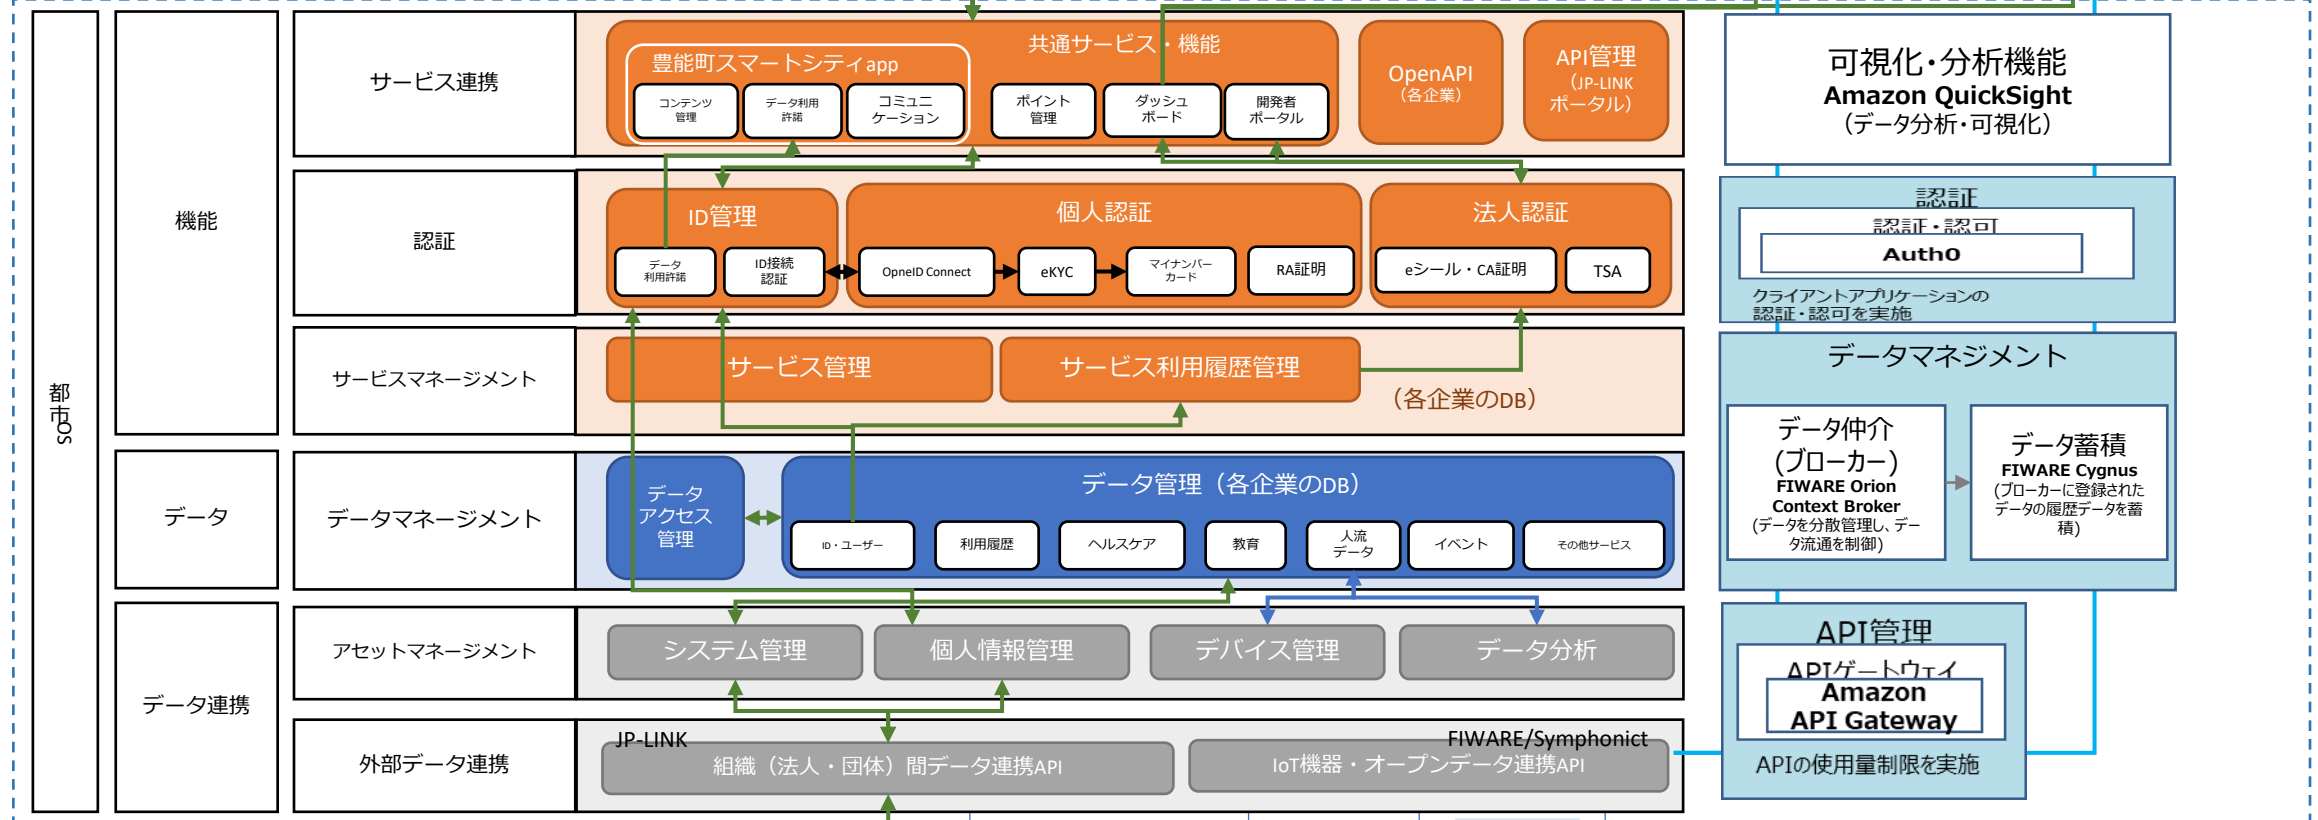 都市OS
機能
データ
データ連携
サービス連携
共通サービス・機能
豊能町スマートシティapp
コンテンツ
管理
データ利用
許諾
コミュニ
ケーション
ポイント
管理
ダッシュ
ボード
開発者
ポータル
OpenAPI
（各企業）
API管理
（JP-LINK
ポータル）
認証
ID管理
データ
利用許諾
ID接続
認証
個人認証
OpneID Connect
eKYC
マイナンバー
カード
RA証明
法人認証
eシール・CA証明
TSA
サービスマネージメント
サービス管理
サービス利用履歴管理
（各企業のDB）
データマネージメント
データ
アクセス
管理
データ管理（各企業のDB）
ID・ユーザー
利用履歴
ヘルスケア
教育
人流
データ
イベント
その他サービス
アセットマネージメント
システム管理
個人情報管理
デバイス管理
データ分析
外部データ連携
JP-LINK
組織（法人・団体）間データ連携API
FIWARE/Symphonict
IoT機器・オープンデータ連携API
可視化・分析機能
Amazon QuickSight
（データ分析・可視化）
認証
認証・認可
Auth0
クライアントアプリケーションの
認証・認可を実施
データマネジメント
データ仲介
(ブローカー)
FIWARE Orion
Context Broker
(データを分散管理し、デー
タ流通を制御)
データ蓄積
FIWARE Cygnus
(ブローカーに登録された
データの履歴データを蓄
積)
API管理
APIゲートウェイ
Amazon
API Gateway
APIの使用量制限を実施